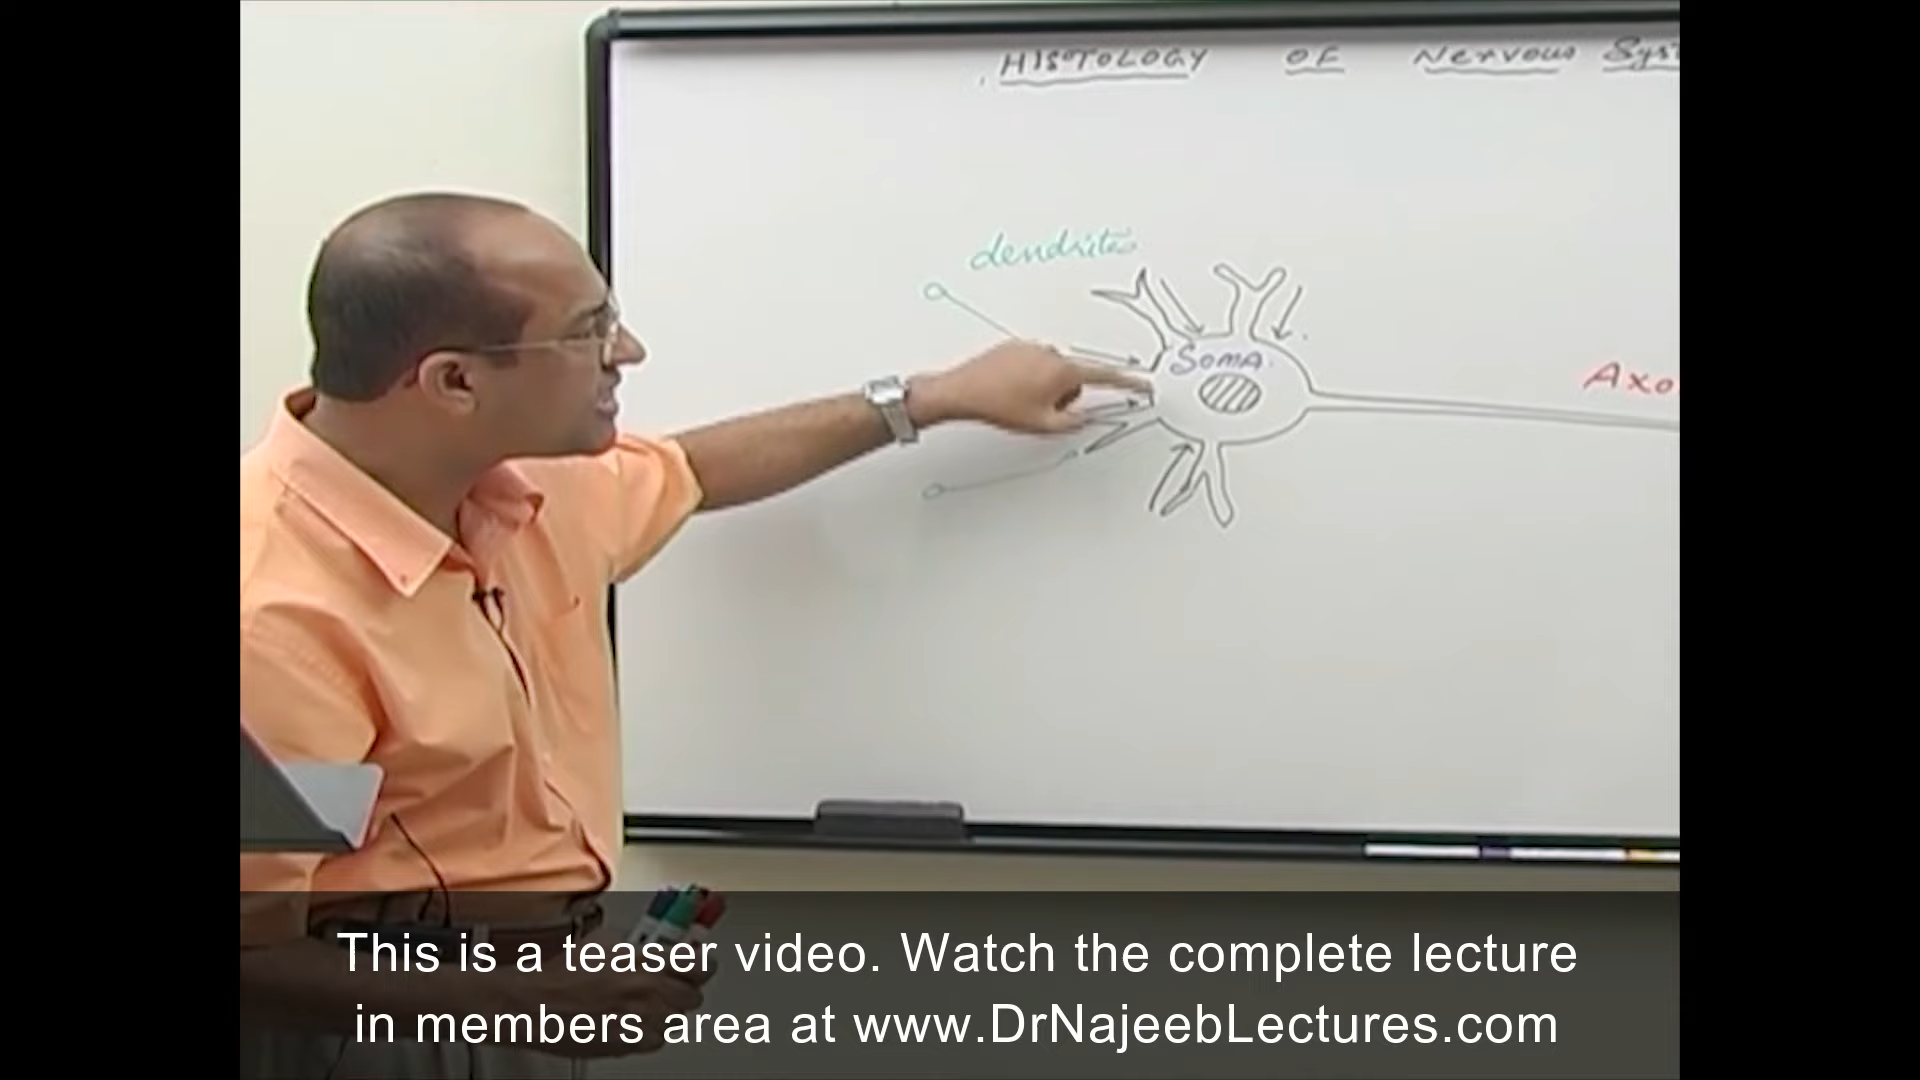 HISTOLOGY OF Nervous Syst
dendrites
SOMA.
Axo
This is a teaser video. Watch the complete lecture
in members area at www.DrNajeebLectures.com